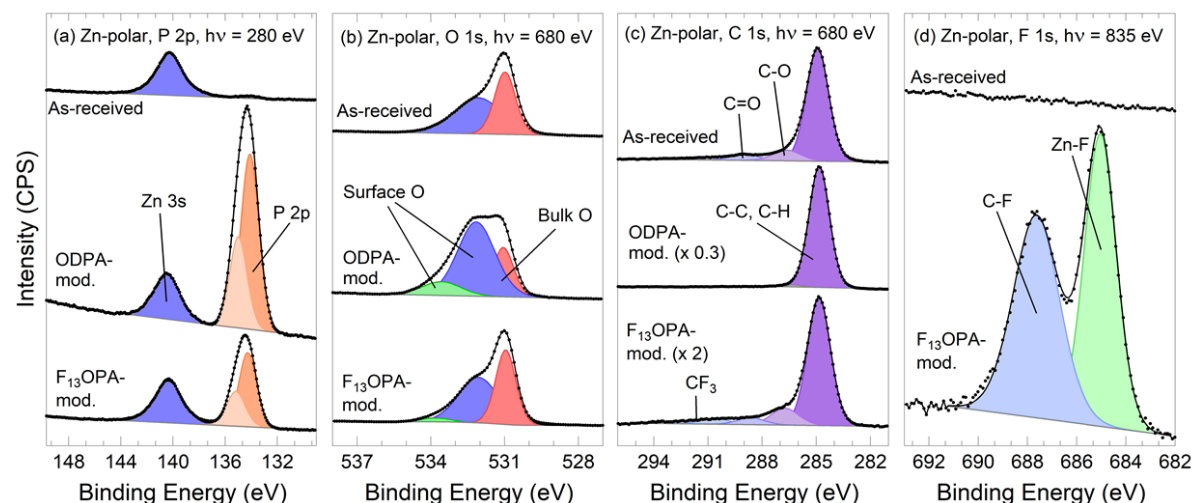 (a) Zn-polar, P 2p, hν = 280 eV
As-received
Zn 3s
P 2p
ODPA-
mod.
F₁₃OPA-
mod.
148 144 140 136 132
Binding Energy (eV)
Intensity (CPS)
(b) Zn-polar, O 1s, hν = 680 eV
As-received
Surface O
Bulk O
ODPA-
mod.
F₁₃OPA-
mod.
537 534 531 528
Binding Energy (eV)
(c) Zn-polar, C 1s, hν = 680 eV
C-O
C=O
As-received
C-C, C-H
ODPA-
mod. (x 0.3)
F₁₃OPA-
mod. (x 2)
CF₃
294 291 288 285 282
Binding Energy (eV)
(d) Zn-polar, F 1s, hν = 835 eV
As-received
Zn-F
C-F
F₁₃OPA-
mod.
692 690 688 686 684 682
Binding Energy (eV)